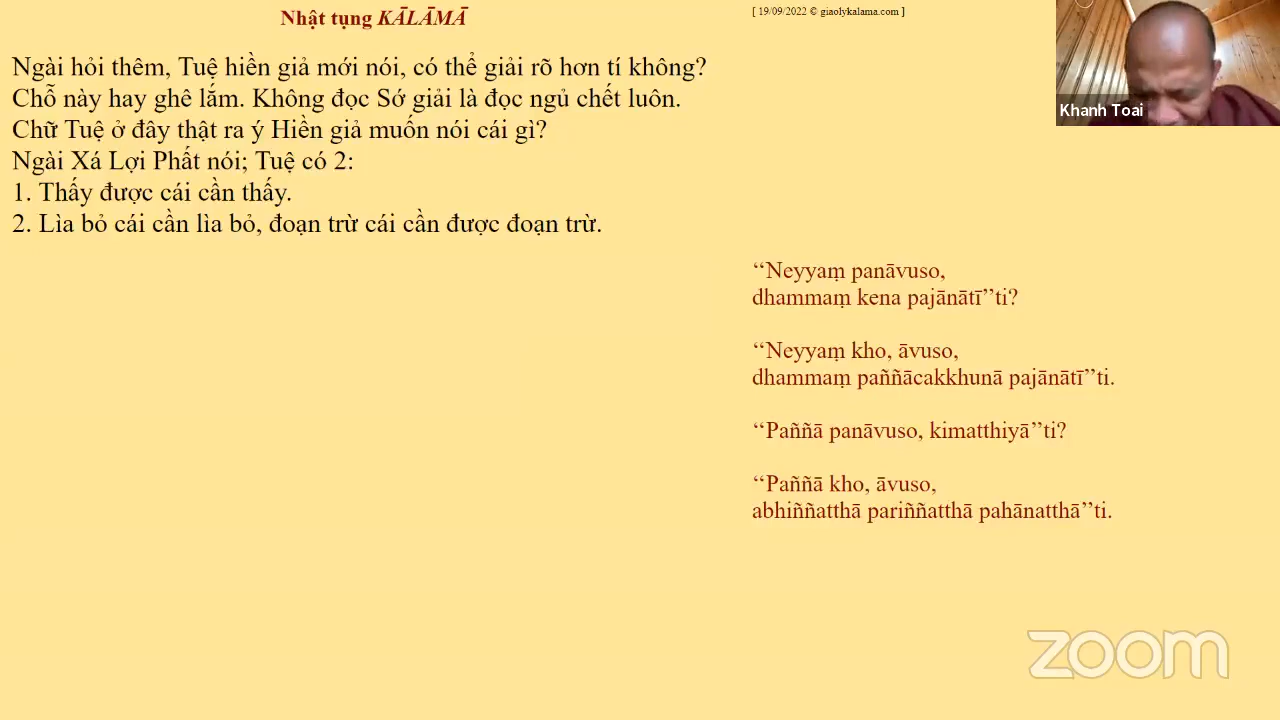 Nhật tụng KĀLĀMĀ
[ 19/09/2022 © giaolykalama.com ]
Khanh Toai
Ngài hỏi thêm, Tuệ hiền giả mới nói, có thể giải rõ hơn tí không?
Chỗ này hay ghê lắm. Không đọc Sớ giải là đọc ngủ chết luôn.
Chữ Tuệ ở đây thật ra ý Hiền giả muốn nói cái gì?
Ngài Xá Lợi Phất nói; Tuệ có 2:
1. Thấy được cái cần thấy.
2. Lìa bỏ cái cần lìa bỏ, đoạn trừ cái cần được đoạn trừ.
‘‘Neyyaṃ panāvuso,
dhammaṃ kena pajānātī’’ti?
‘‘Neyyaṃ kho, āvuso,
dhammaṃ paññācakkhunā pajānātī’’ti.
‘‘Paññā panāvuso, kimatthiyā’’ti?
‘‘Paññā kho, āvuso,
abhiññatthā pariññatthā pahānatthā’’ti.
zoom